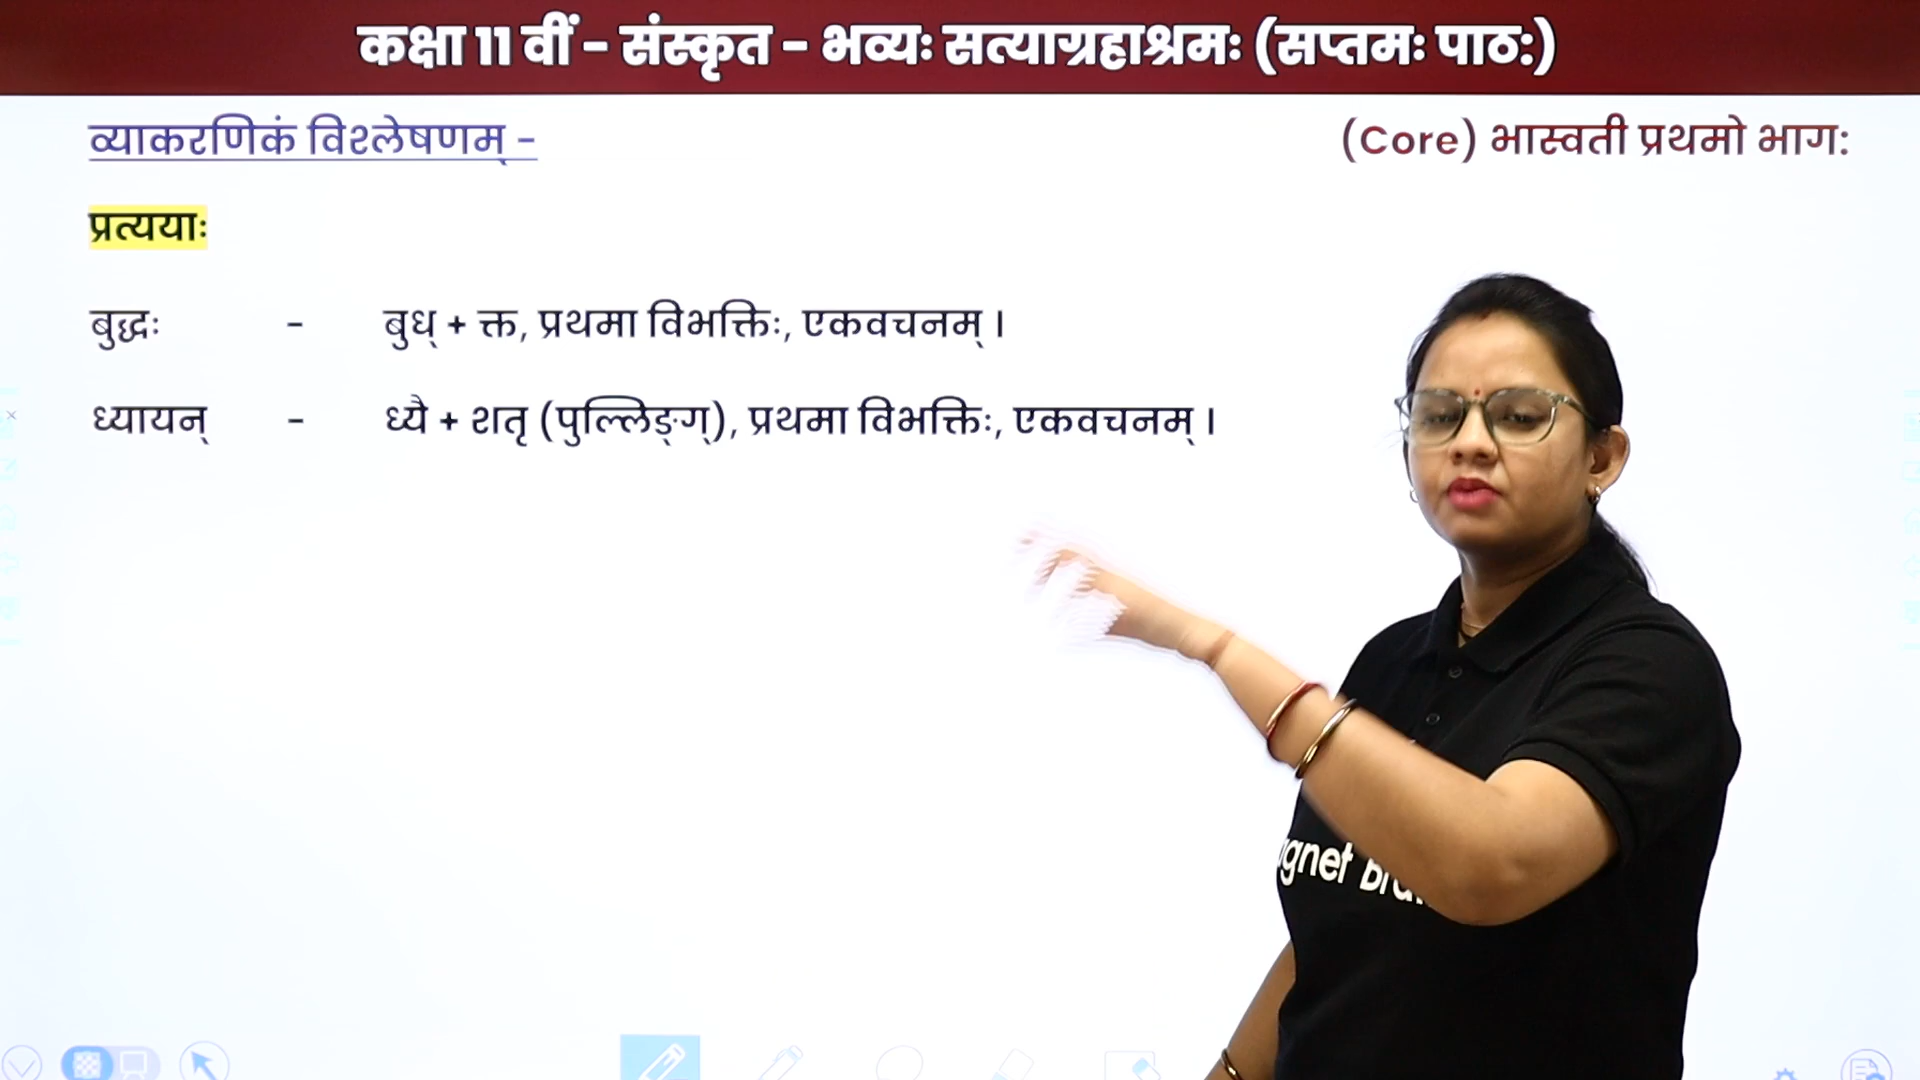 कक्षा 11 वीं - संस्कृत - भव्यः सत्याग्रहाश्रमः (सप्तमः पाठ:)
व्याकरणिकं विश्लेषणम् -
(Core) भास्वती प्रथमो भाग:
प्रत्ययाः
बुद्धः - बुध् + क्त, प्रथमा विभक्तिः, एकवचनम् ।
ध्यायन् - ध्यै + शतृ (पुल्लिङ्ग्), प्रथमा विभक्तिः, एकवचनम् ।
gnet